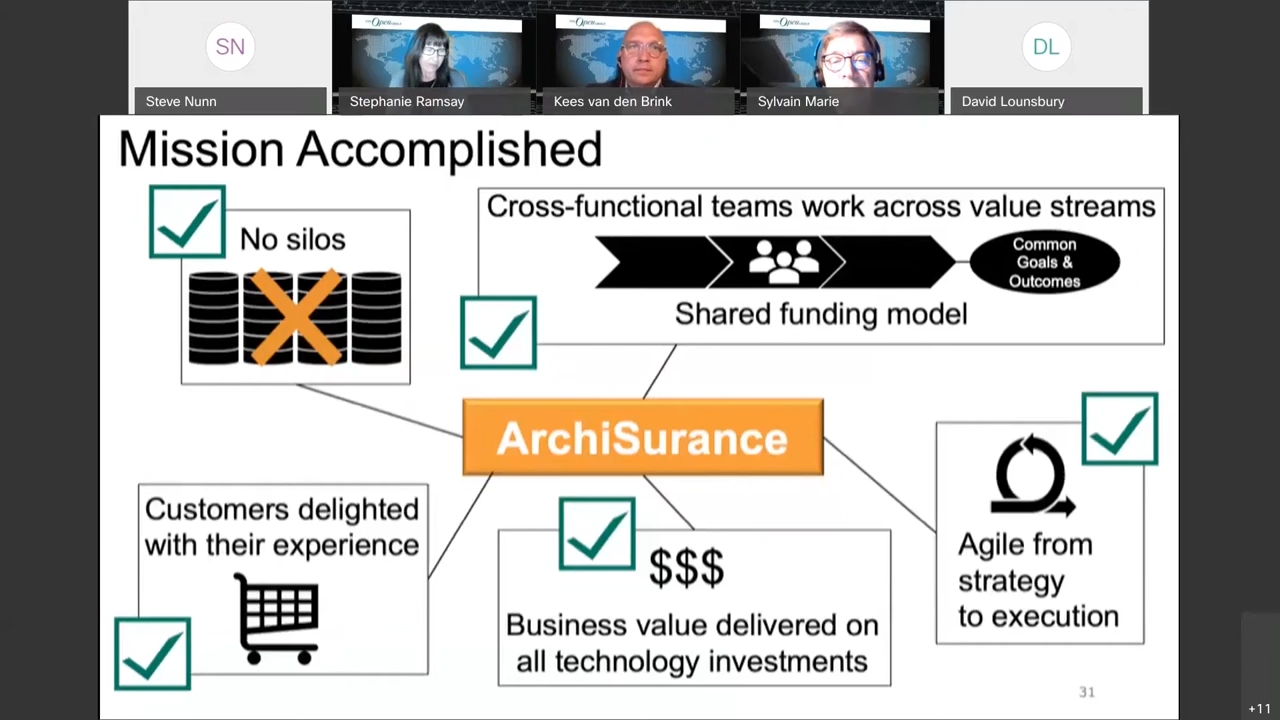 SN
DL
Steve Nunn
Stephanie Ramsay
Kees van den Brink
Sylvain Marie
David Lounsbury
Mission Accomplished
No silos
Cross-functional teams work across value streams
Common
Goals &
Outcomes
Shared funding model
ArchiSurance
Customers delighted
with their experience
$$$
Business value delivered on
all technology investments
Agile from
strategy
to execution
31
+11